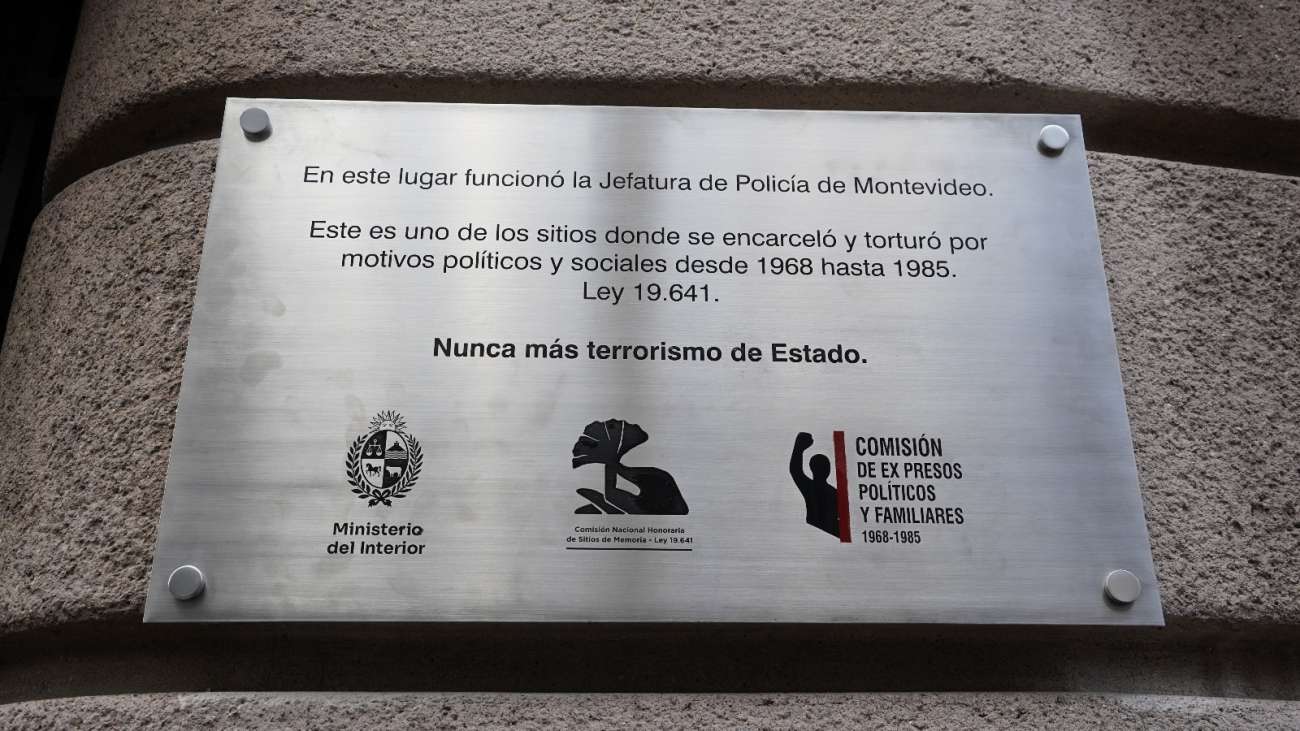 En este lugar funcionó la Jefatura de Policía de Montevideo.
Este es uno de los sitios donde se encarceló y torturó por
motivos políticos y sociales desde 1968 hasta 1985.
Ley 19.641.
Nunca más terrorismo de Estado.
Ministerio
del Interior
Comisión Nacional Honoraria
de Sitios de Memoria - Ley 19.641
COMISIÓN
DE EX PRESOS
POLÍTICOS
Y FAMILIARES
1968-1985